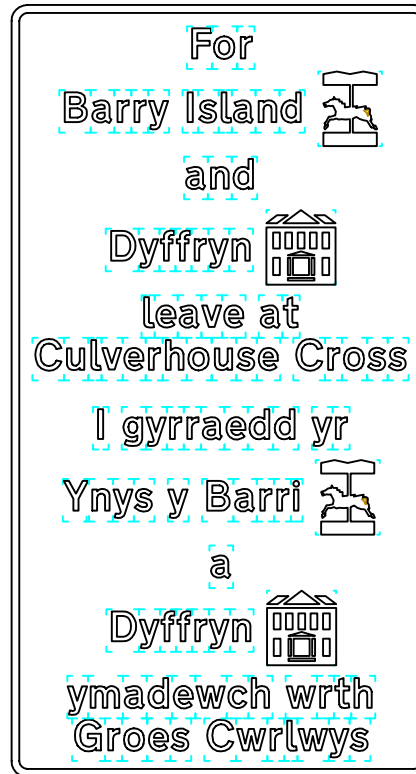 For
Barry Island
and
Dyffryn
leave at
Culverhouse Cross
I gyrraedd yr
Ynys y Barri
a
Dyffryn
ymadewch wrth
Groes Cwrlwys